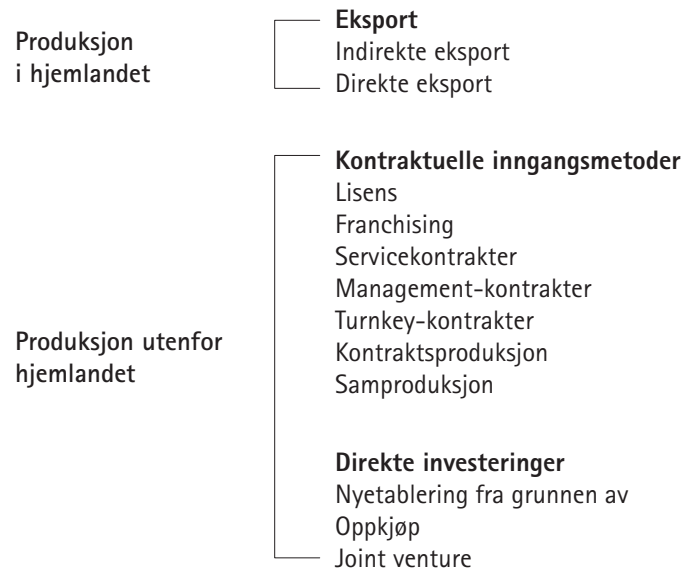 Produksjon
i hjemlandet
Eksport
Indirekte eksport
Direkte eksport
Produksjon utenfor
hjemlandet
Kontraktuelle inngangsmetoder
Lisens
Franchising
Servicekontrakter
Management-kontrakter
Turnkey-kontrakter
Kontraktsproduksjon
Samproduksjon
Direkte investeringer
Nyetablering fra grunnen av
Oppkjøp
Joint venture